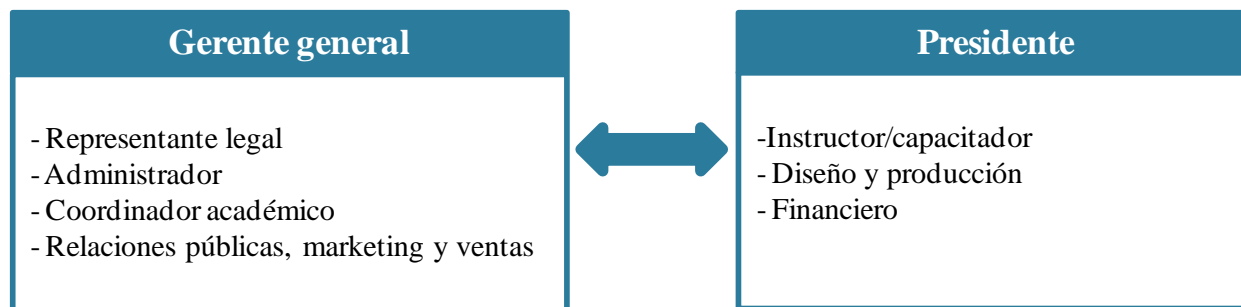 Gerente general
- Representante legal
- Administrador
- Coordinador académico
- Relaciones públicas, marketing y ventas
Presidente
-Instructor/capacitador
- Diseño y producción
- Financiero